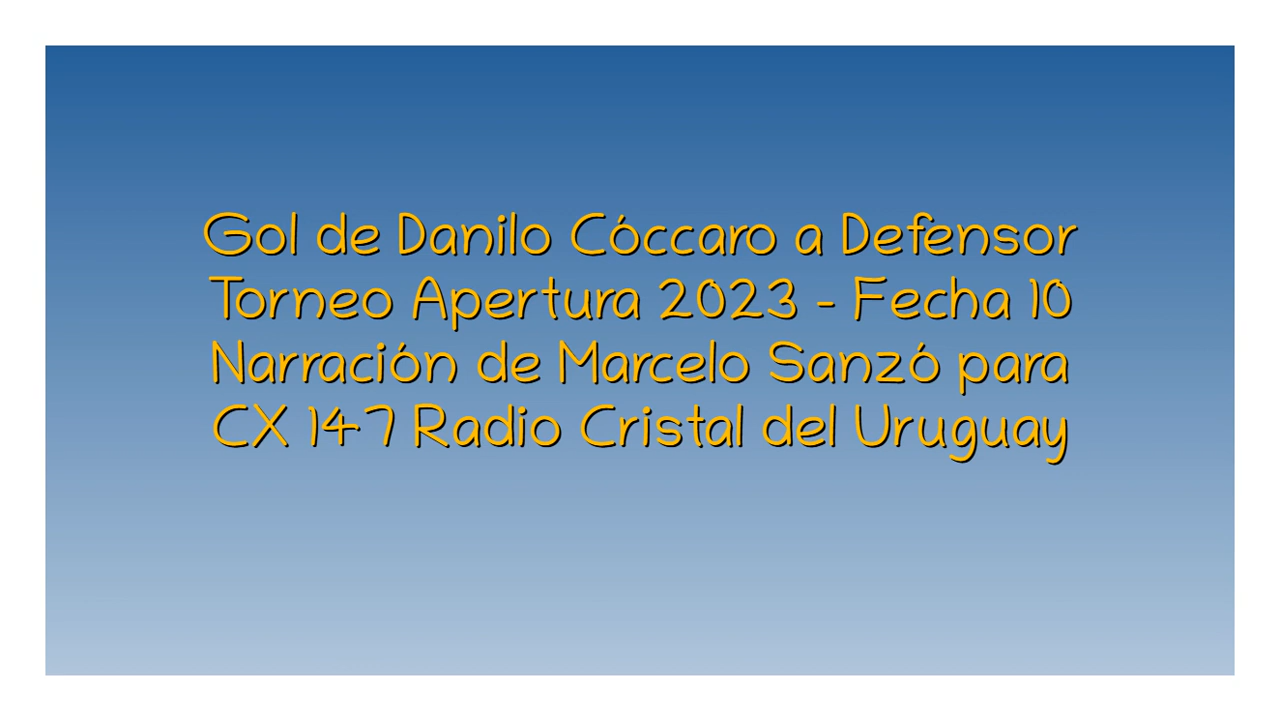 Gol de Danilo Cóccaro a Defensor
Torneo Apertura 2023 - Fecha 10
Narración de Marcelo Sanzó para
CX 147 Radio Cristal del Uruguay